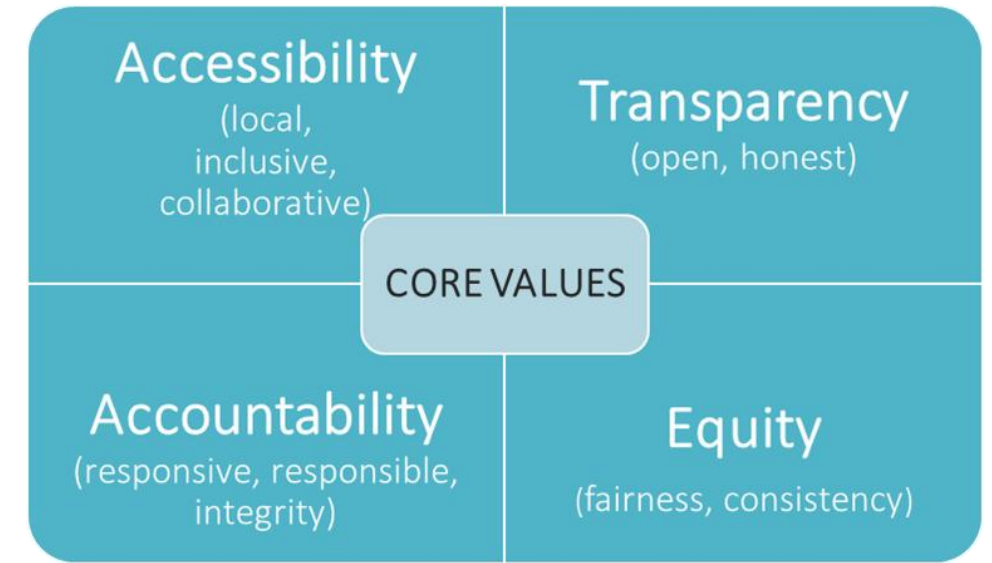 Accessibility
(local,
inclusive,
collaborative)
Transparency
(open, honest)
CORE VALUES
Accountability
(responsive, responsible,
integrity)
Equity
(fairness, consistency)